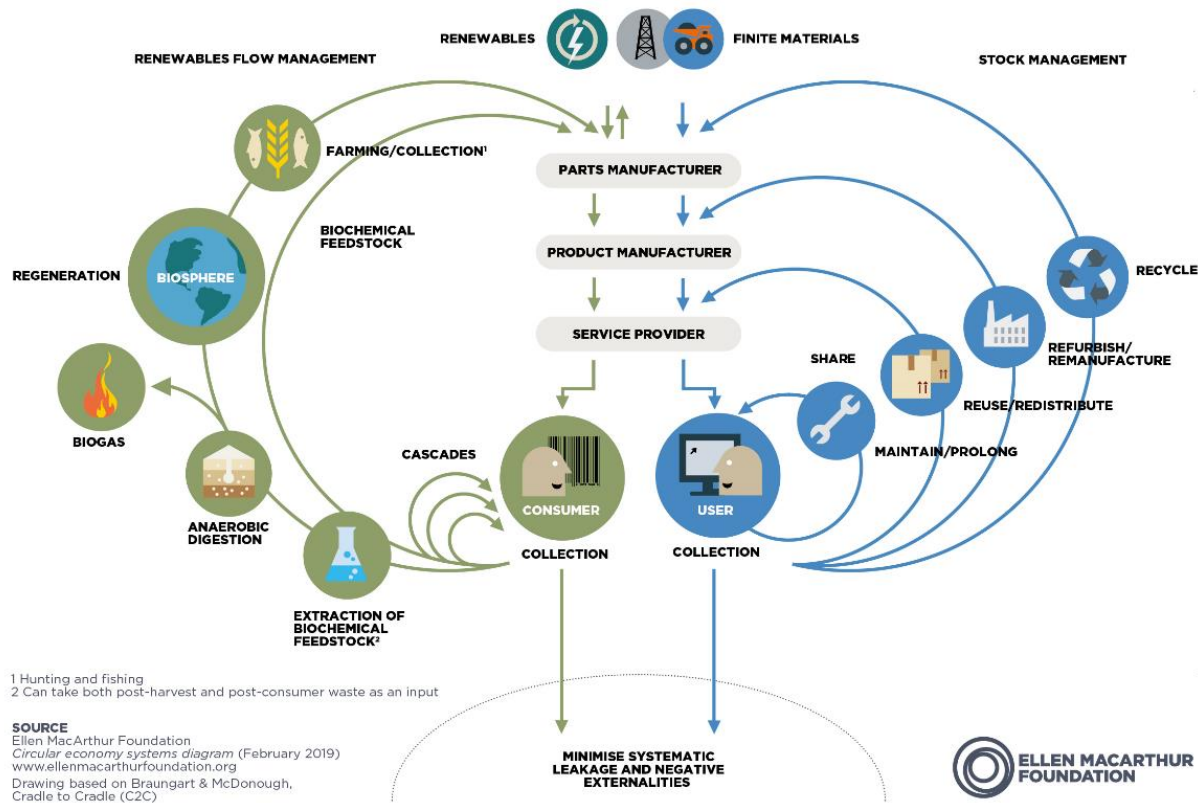 RENEWABLES
FINITE MATERIALS
RENEWABLES FLOW MANAGEMENT
STOCK MANAGEMENT
FARMING/COLLECTION¹
PARTS MANUFACTURER
BIOCHEMICAL
FEEDSTOCK
PRODUCT MANUFACTURER
REGENERATION
BIOSPHERE
RECYCLE
SERVICE PROVIDER
SHARE
REFURBISH/
REMANUFACTURE
REUSE/REDISTRIBUTE
BIOGAS
CASCADES
MAINTAIN/PROLONG
CONSUMER
USER
ANAEROBIC
DIGESTION
COLLECTION
COLLECTION
EXTRACTION OF
BIOCHEMICAL
FEEDSTOCK²
1 Hunting and fishing
2 Can take both post-harvest and post-consumer waste as an input
SOURCE
Ellen MacArthur Foundation
Circular economy systems diagram (February 2019)
www.ellenmacarthurfoundation.org
Drawing based on Braungart & McDonough,
Cradle to Cradle (C2C)
MINIMISE SYSTEMATIC
LEAKAGE AND NEGATIVE
EXTERNALITIES
ELLEN MACARTHUR
FOUNDATION